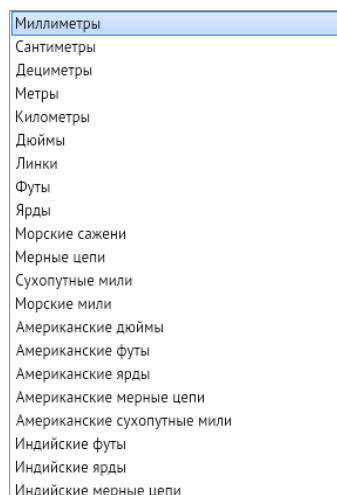 Миллиметры
Сантиметры
Дециметры
Метры
Километры
Дюймы
Линки
Футы
Ярды
Морские сажени
Мерные цепи
Сухопутные мили
Морские мили
Американские дюймы
Американские футы
Американские ярды
Американские мерные цепи
Американские сухопутные мили
Индийские футы
Индийские ярды
Индийские мерные цепи